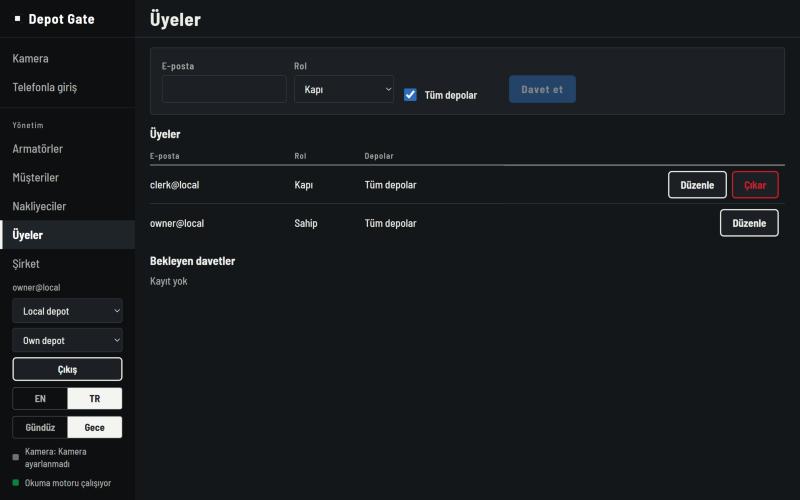 Depot Gate
Kamera
Telefonla giriş
Yönetim
Armatörler
Müşteriler
Nakliyeciler
Üyeler
Şirket
owner@local
Local depot
Own depot
Çıkış
EN TR
Gündüz Gece
Kamera: Kamera
ayarlanmadı
Okuma motoru çalışıyor
Üyeler
E-posta Rol
Kapı Tüm depolar Davet et
Üyeler
E-posta Rol Depolar
clerk@local Kapı Tüm depolar Düzenle Çıkar
owner@local Sahip Tüm depolar Düzenle
Bekleyen davetler
Kayıt yok